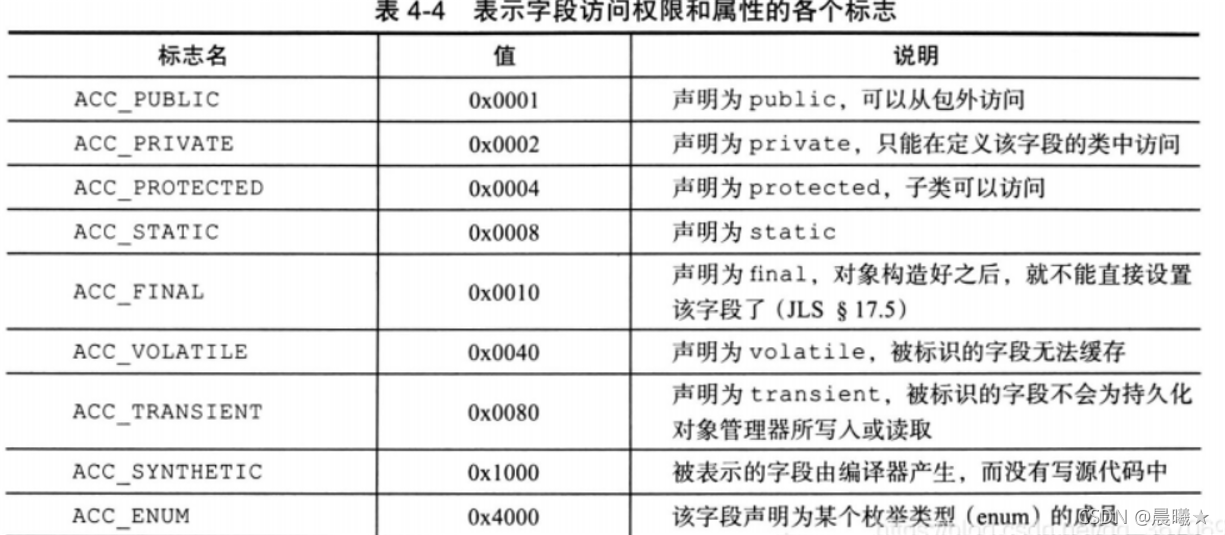 表 4-4 表示字段访问权限和属性的各个标志
标志名 值 说明
ACC_PUBLIC 0x0001 声明为 public，可以从包外访问
ACC_PRIVATE 0x0002 声明为 private，只能在定义该字段的类中访问
ACC_PROTECTED 0x0004 声明为 protected，子类可以访问
ACC_STATIC 0x0008 声明为 static
ACC_FINAL 0x0010 声明为 final，对象构造好之后，就不能直接设置
该字段了（JLS §17.5）
ACC_VOLATILE 0x0040 声明为 volatile，被标识的字段无法缓存
ACC_TRANSIENT 0x0080 声明为 transient，被标识的字段不会为持久化
对象管理器所写入或读取
ACC_SYNTHETIC 0x1000 被表示的字段由编译器产生，而没有写源代码中
ACC_ENUM 0x4000 该字段声明为某个枚举类型（enum）的成员
CSDN @晨曦★